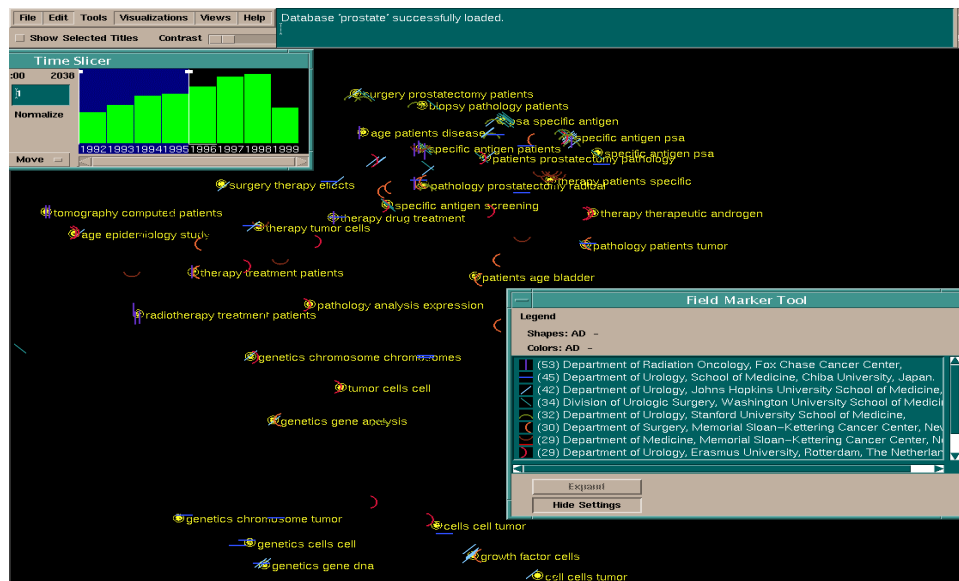 File Edit Tools Visualizations Views Help
Database 'prostate' successfully loaded.
Show Selected Titles Contrast
Time Slicer
:00 2038
Normalize
Move
1992 1993 1994 1995 1996 1997 1998 1999
surgery prostatectomy patients
biopsy pathology patients
psa specific antigen
age patients disease
specific antigen psa
specific antigen patients
specific antigen psa
patients prostatectomy pathology
surgery therapy effects
pathology prostatectomy radical
therapy patients specific
specific antigen screening
tomography computed patients
therapy drug treatment
therapy therapeutic androgen
therapy tumor cells
age epidemiology study
pathology patients tumor
therapy treatment patients
patients age bladder
pathology analysis expression
radiotherapy treatment patients
genetics chromosome chromosomes
tumor cells cell
genetics gene analysis
genetics chromosome tumor
cells cell tumor
genetics cells cell
growth factor cells
genetics gene dna
cell cells tumor
Field Marker Tool
Legend
Shapes: AD -
Colors: AD -
(53) Department of Radiation Oncology, Fox Chase Cancer Center,
(45) Department of Urology, School of Medicine, Chiba University, Japan.
(42) Department of Urology, Johns Hopkins University School of Medicine,
(34) Division of Urologic Surgery, Washington University School of Medici
(32) Department of Urology, Stanford University School of Medicine,
(30) Department of Surgery, Memorial Sloan-Kettering Cancer Center, Nev
(29) Department of Medicine, Memorial Sloan-Kettering Cancer Center, N
(29) Department of Urology, Erasmus University, Rotterdam, The Netherlan
Expand
Hide Settings